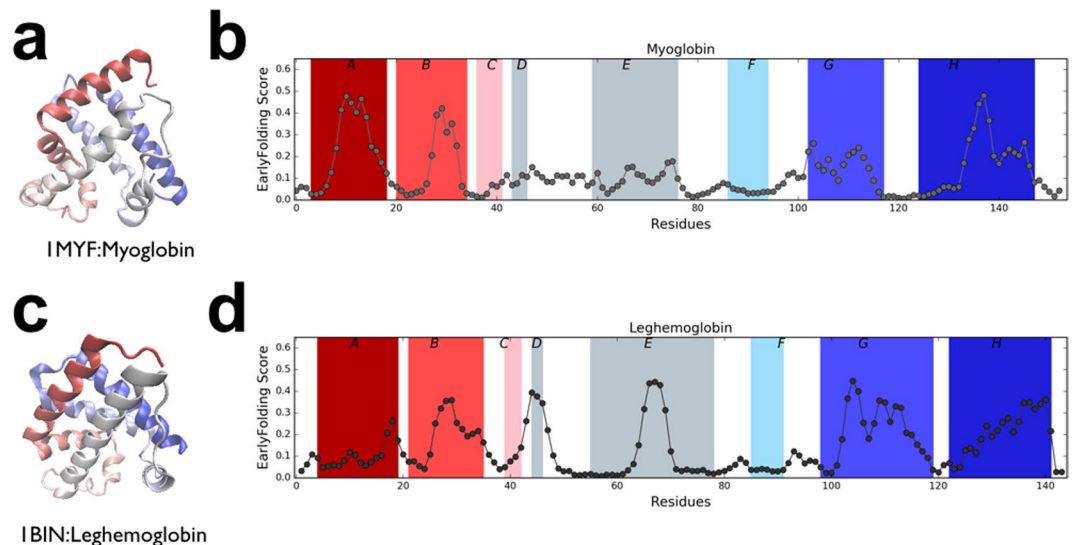 a
b
Myoglobin
A B C D E F G H
EarlyFolding Score
0.6
0.5
0.4
0.3
0.2
0.1
0.0
0 20 40 60 80 100 120 140
Residues
1MYF:Myoglobin
c
d
Leghemoglobin
A B C D E F G H
EarlyFolding Score
0.6
0.5
0.4
0.3
0.2
0.1
0.0
20 40 60 80 100 120 140
Residues
1BIN:Leghemoglobin